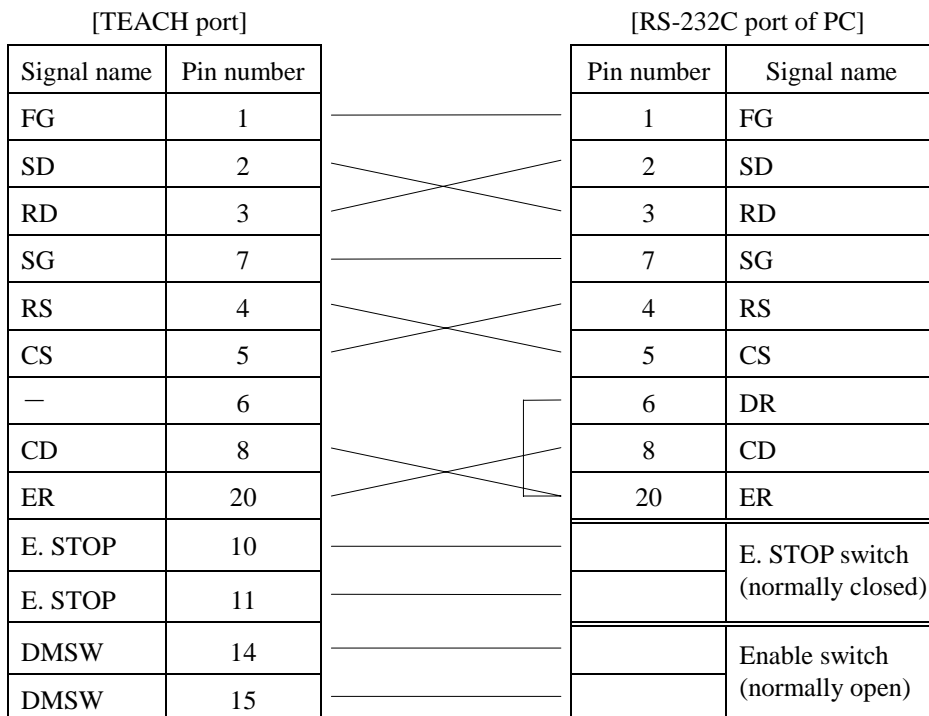 [TEACH port] [RS-232C port of PC]
Signal name Pin number Pin number Signal name
FG 1 1 FG
SD 2 2 SD
RD 3 3 RD
SG 7 7 SG
RS 4 4 RS
CS 5 5 CS
— 6 6 DR
CD 8 8 CD
ER 20 20 ER
E. STOP 10 E. STOP switch
E. STOP 11 (normally closed)
DMSW 14 Enable switch
DMSW 15 (normally open)